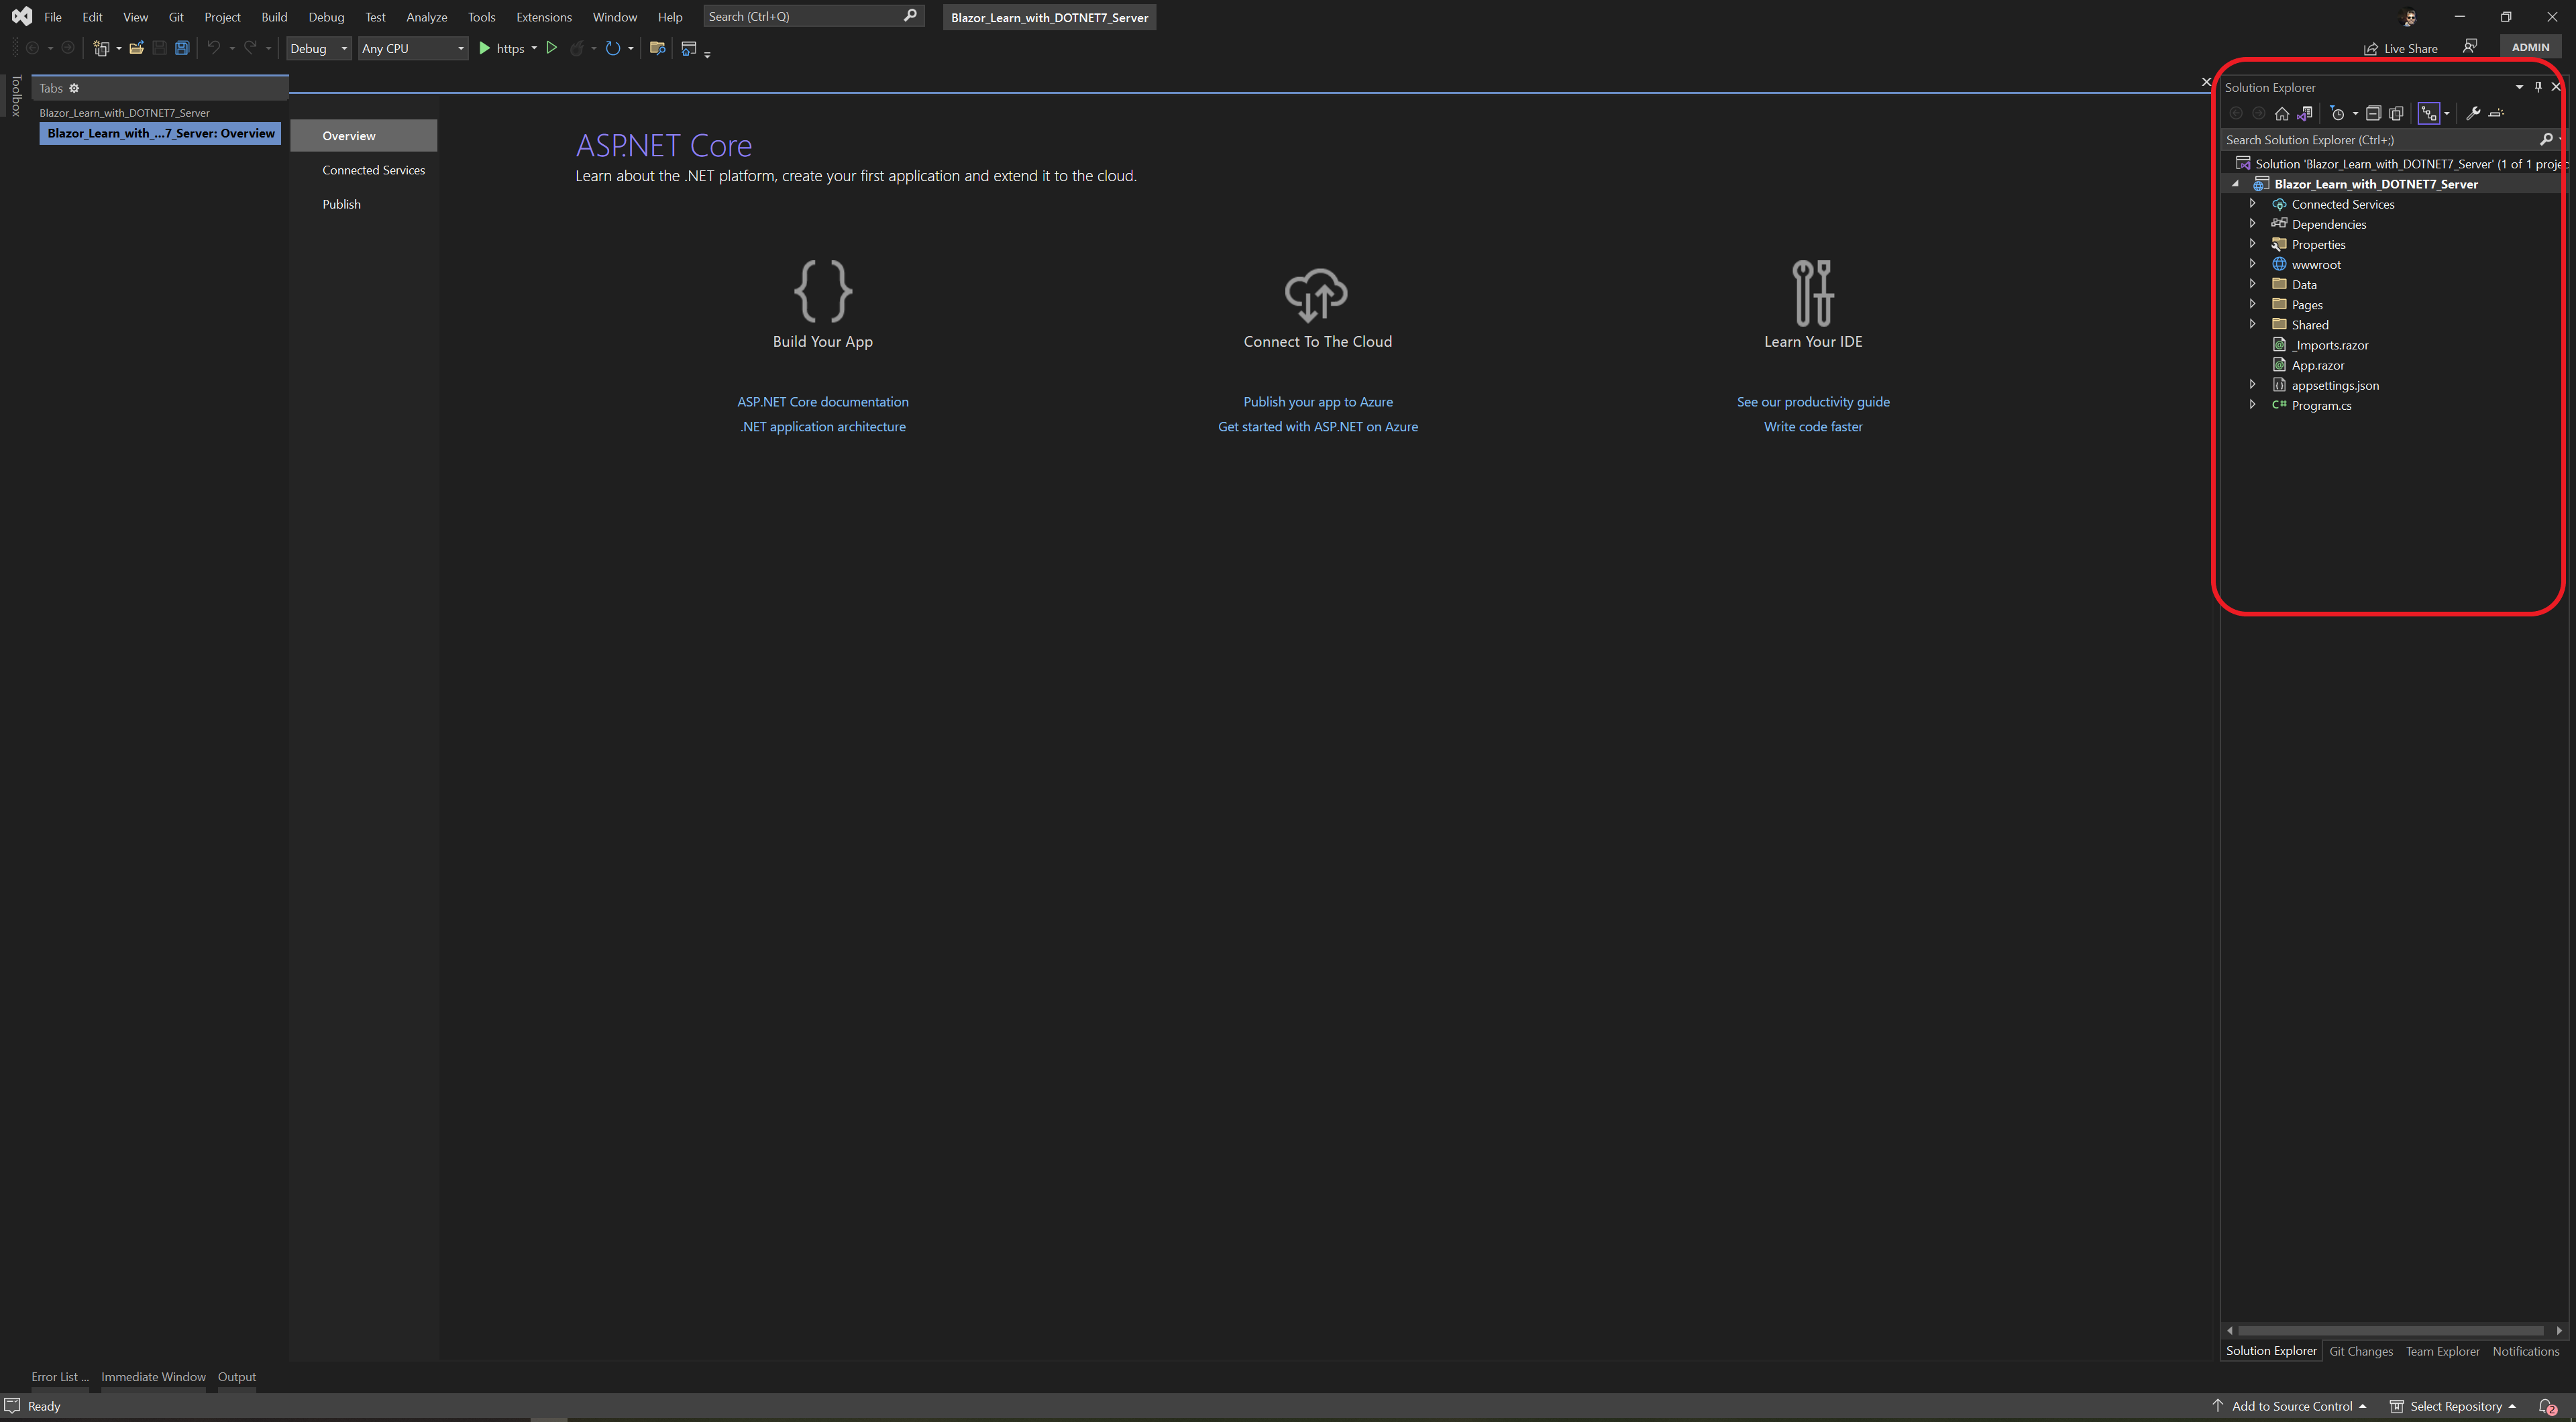 File Edit View Git Project Build Debug Test Analyze Tools Extensions Window Help Search (Ctrl+Q) Blazor_Learn_with_DOTNET7_Server
Debug Any CPU https Live Share ADMIN
Toolbox
Tabs
Blazor_Learn_with_DOTNET7_Server
Blazor_Learn_with_...7_Server: Overview
Overview
Connected Services
Publish
ASP.NET Core
Learn about the .NET platform, create your first application and extend it to the cloud.
Build Your App
ASP.NET Core documentation
.NET application architecture
Connect To The Cloud
Publish your app to Azure
Get started with ASP.NET on Azure
Learn Your IDE
See our productivity guide
Write code faster
Solution Explorer
Search Solution Explorer (Ctrl+;)
Solution 'Blazor_Learn_with_DOTNET7_Server' (1 of 1 projec
Blazor_Learn_with_DOTNET7_Server
Connected Services
Dependencies
Properties
wwwroot
Data
Pages
Shared
_Imports.razor
App.razor
appsettings.json
C# Program.cs
Solution Explorer Git Changes Team Explorer Notifications
Error List ... Immediate Window Output
Ready Add to Source Control Select Repository 2